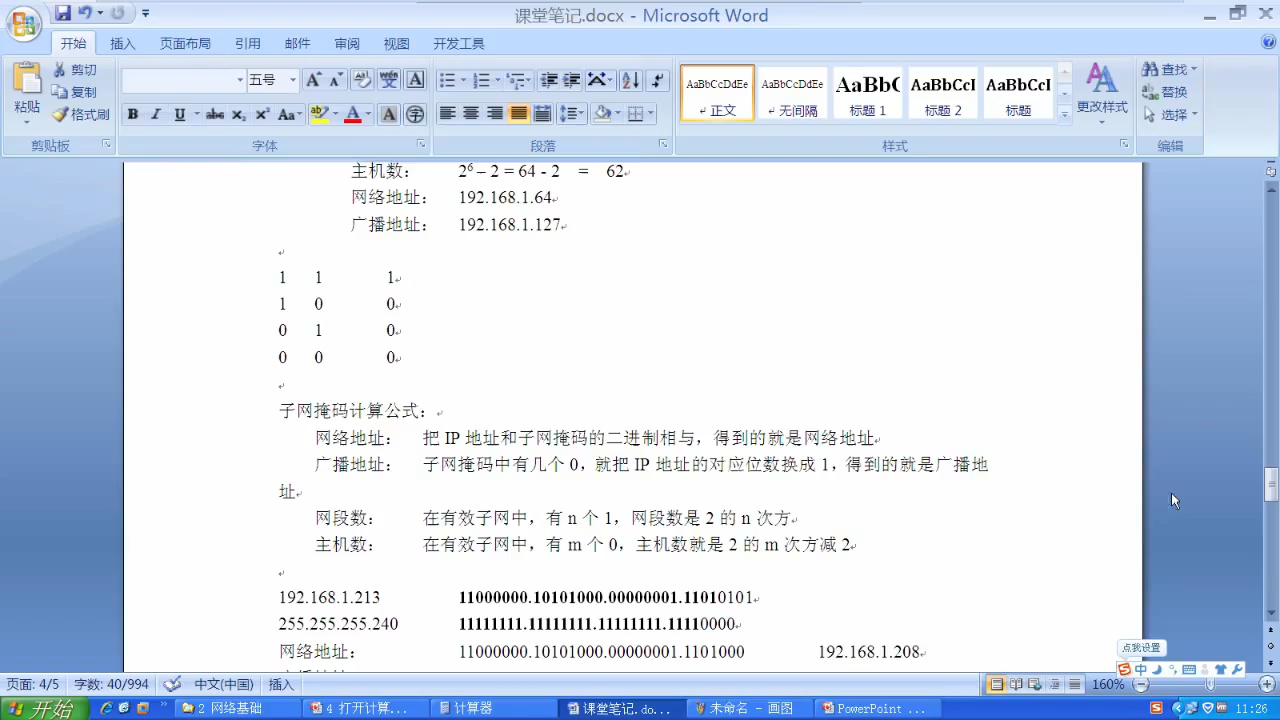 课堂笔记.docx - Microsoft Word
开始 插入 页面布局 引用 邮件 审阅 视图 开发工具
粘贴 剪切 复制 格式刷
五号
AaBbCcDdEe AaBbCcDdEe AaBbC AaBbCcI AaBbCcI
正文 无间隔 标题 1 标题 2 标题
更改样式
查找 替换 选择
剪贴板 字体 段落 样式 编辑
主机数： 2⁶ – 2 = 64 - 2 = 62
网络地址： 192.168.1.64
广播地址： 192.168.1.127
1 1 1
1 0 0
0 1 0
0 0 0
子网掩码计算公式：
网络地址： 把 IP 地址和子网掩码的二进制相与，得到的就是网络地址
广播地址： 子网掩码中有几个 0，就把 IP 地址的对应位数换成 1，得到的就是广播地
址
网段数： 在有效子网中，有 n 个 1，网段数是 2 的 n 次方
主机数： 在有效子网中，有 m 个 0，主机数就是 2 的 m 次方减 2
192.168.1.213 11000000.10101000.00000001.11010101
255.255.255.240 11111111.11111111.11111111.11110000
网络地址： 11000000.10101000.00000001.1101000 192.168.1.208
点我设置
中
页面: 4/5 字数: 40/994 中文(中国) 插入 160%
开始 2 网络基础 4 打开计算... 计算器 课堂笔记.do... 未命名 - 画图 PowerPoint ... 11:26